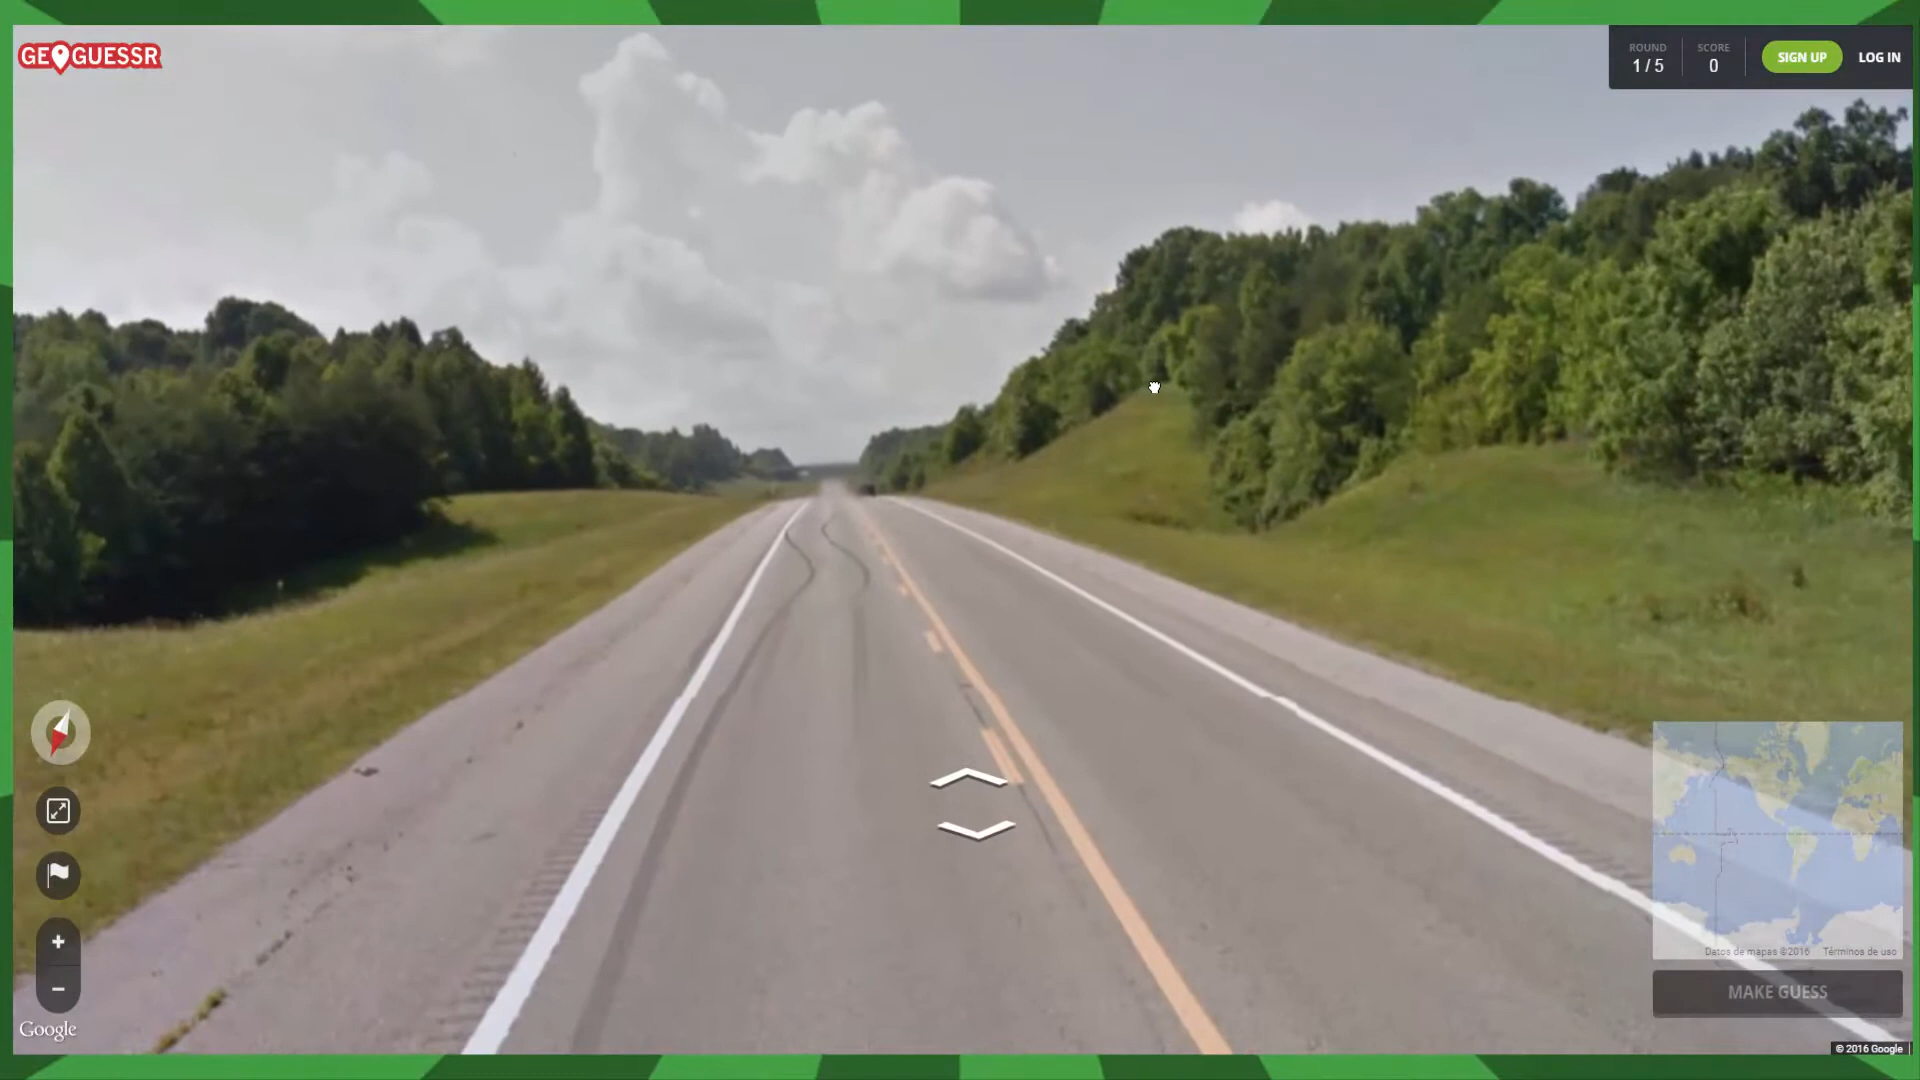 GEOGUESSR
ROUND
1 / 5
SCORE
0
SIGN UP
LOG IN
+
−
Google
Datos de mapas ©2016
Términos de uso
MAKE GUESS
© 2016 Google